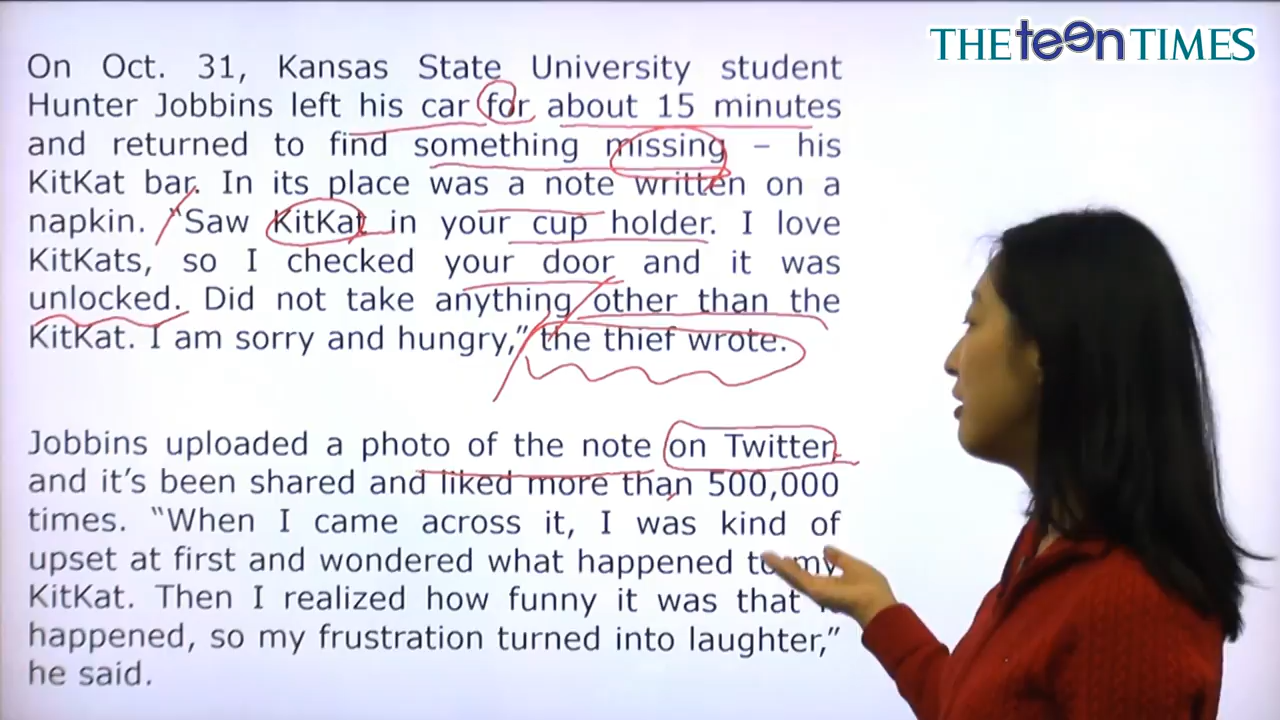 THE teen TIMES
On Oct. 31, Kansas State University student
Hunter Jobbins left his car for about 15 minutes
and returned to find something missing – his
KitKat bar. In its place was a note written on a
napkin. “Saw KitKat in your cup holder. I love
KitKats, so I checked your door and it was
unlocked. Did not take anything other than the
KitKat. I am sorry and hungry,” the thief wrote.
Jobbins uploaded a photo of the note on Twitter
and it’s been shared and liked more than 500,000
times. “When I came across it, I was kind of
upset at first and wondered what happened to my
KitKat. Then I realized how funny it was that
happened, so my frustration turned into laughter,”
he said.